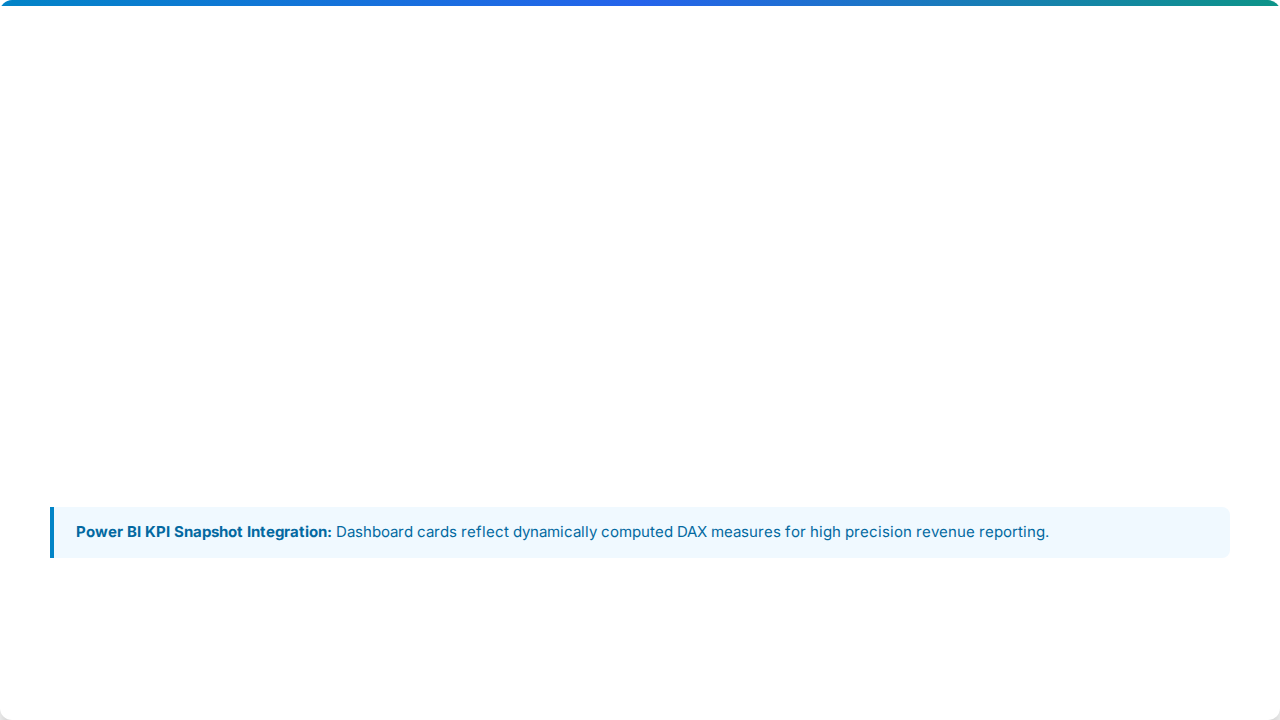 Power BI KPI Snapshot Integration: Dashboard cards reflect dynamically computed DAX measures for high precision revenue reporting.